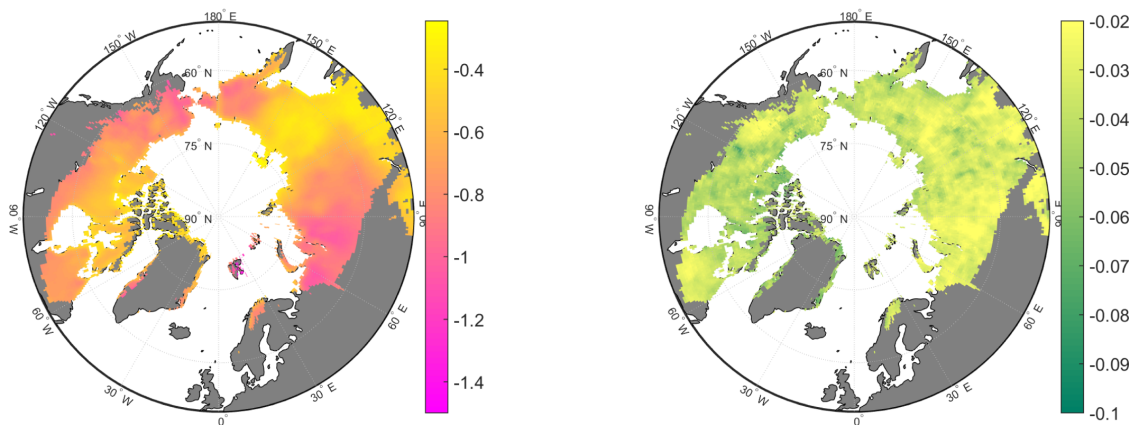 180° E
150° W
150° E
60° N
120° W
120° E
75° N
90° W
90° N
90° E
60° W
60° E
30° W
30° E
0°
-0.4
-0.6
-0.8
-1
-1.2
-1.4
180° E
150° W
150° E
60° N
120° W
120° E
75° N
90° W
90° N
90° E
60° W
60° E
30° W
30° E
0°
-0.02
-0.03
-0.04
-0.05
-0.06
-0.07
-0.08
-0.09
-0.1